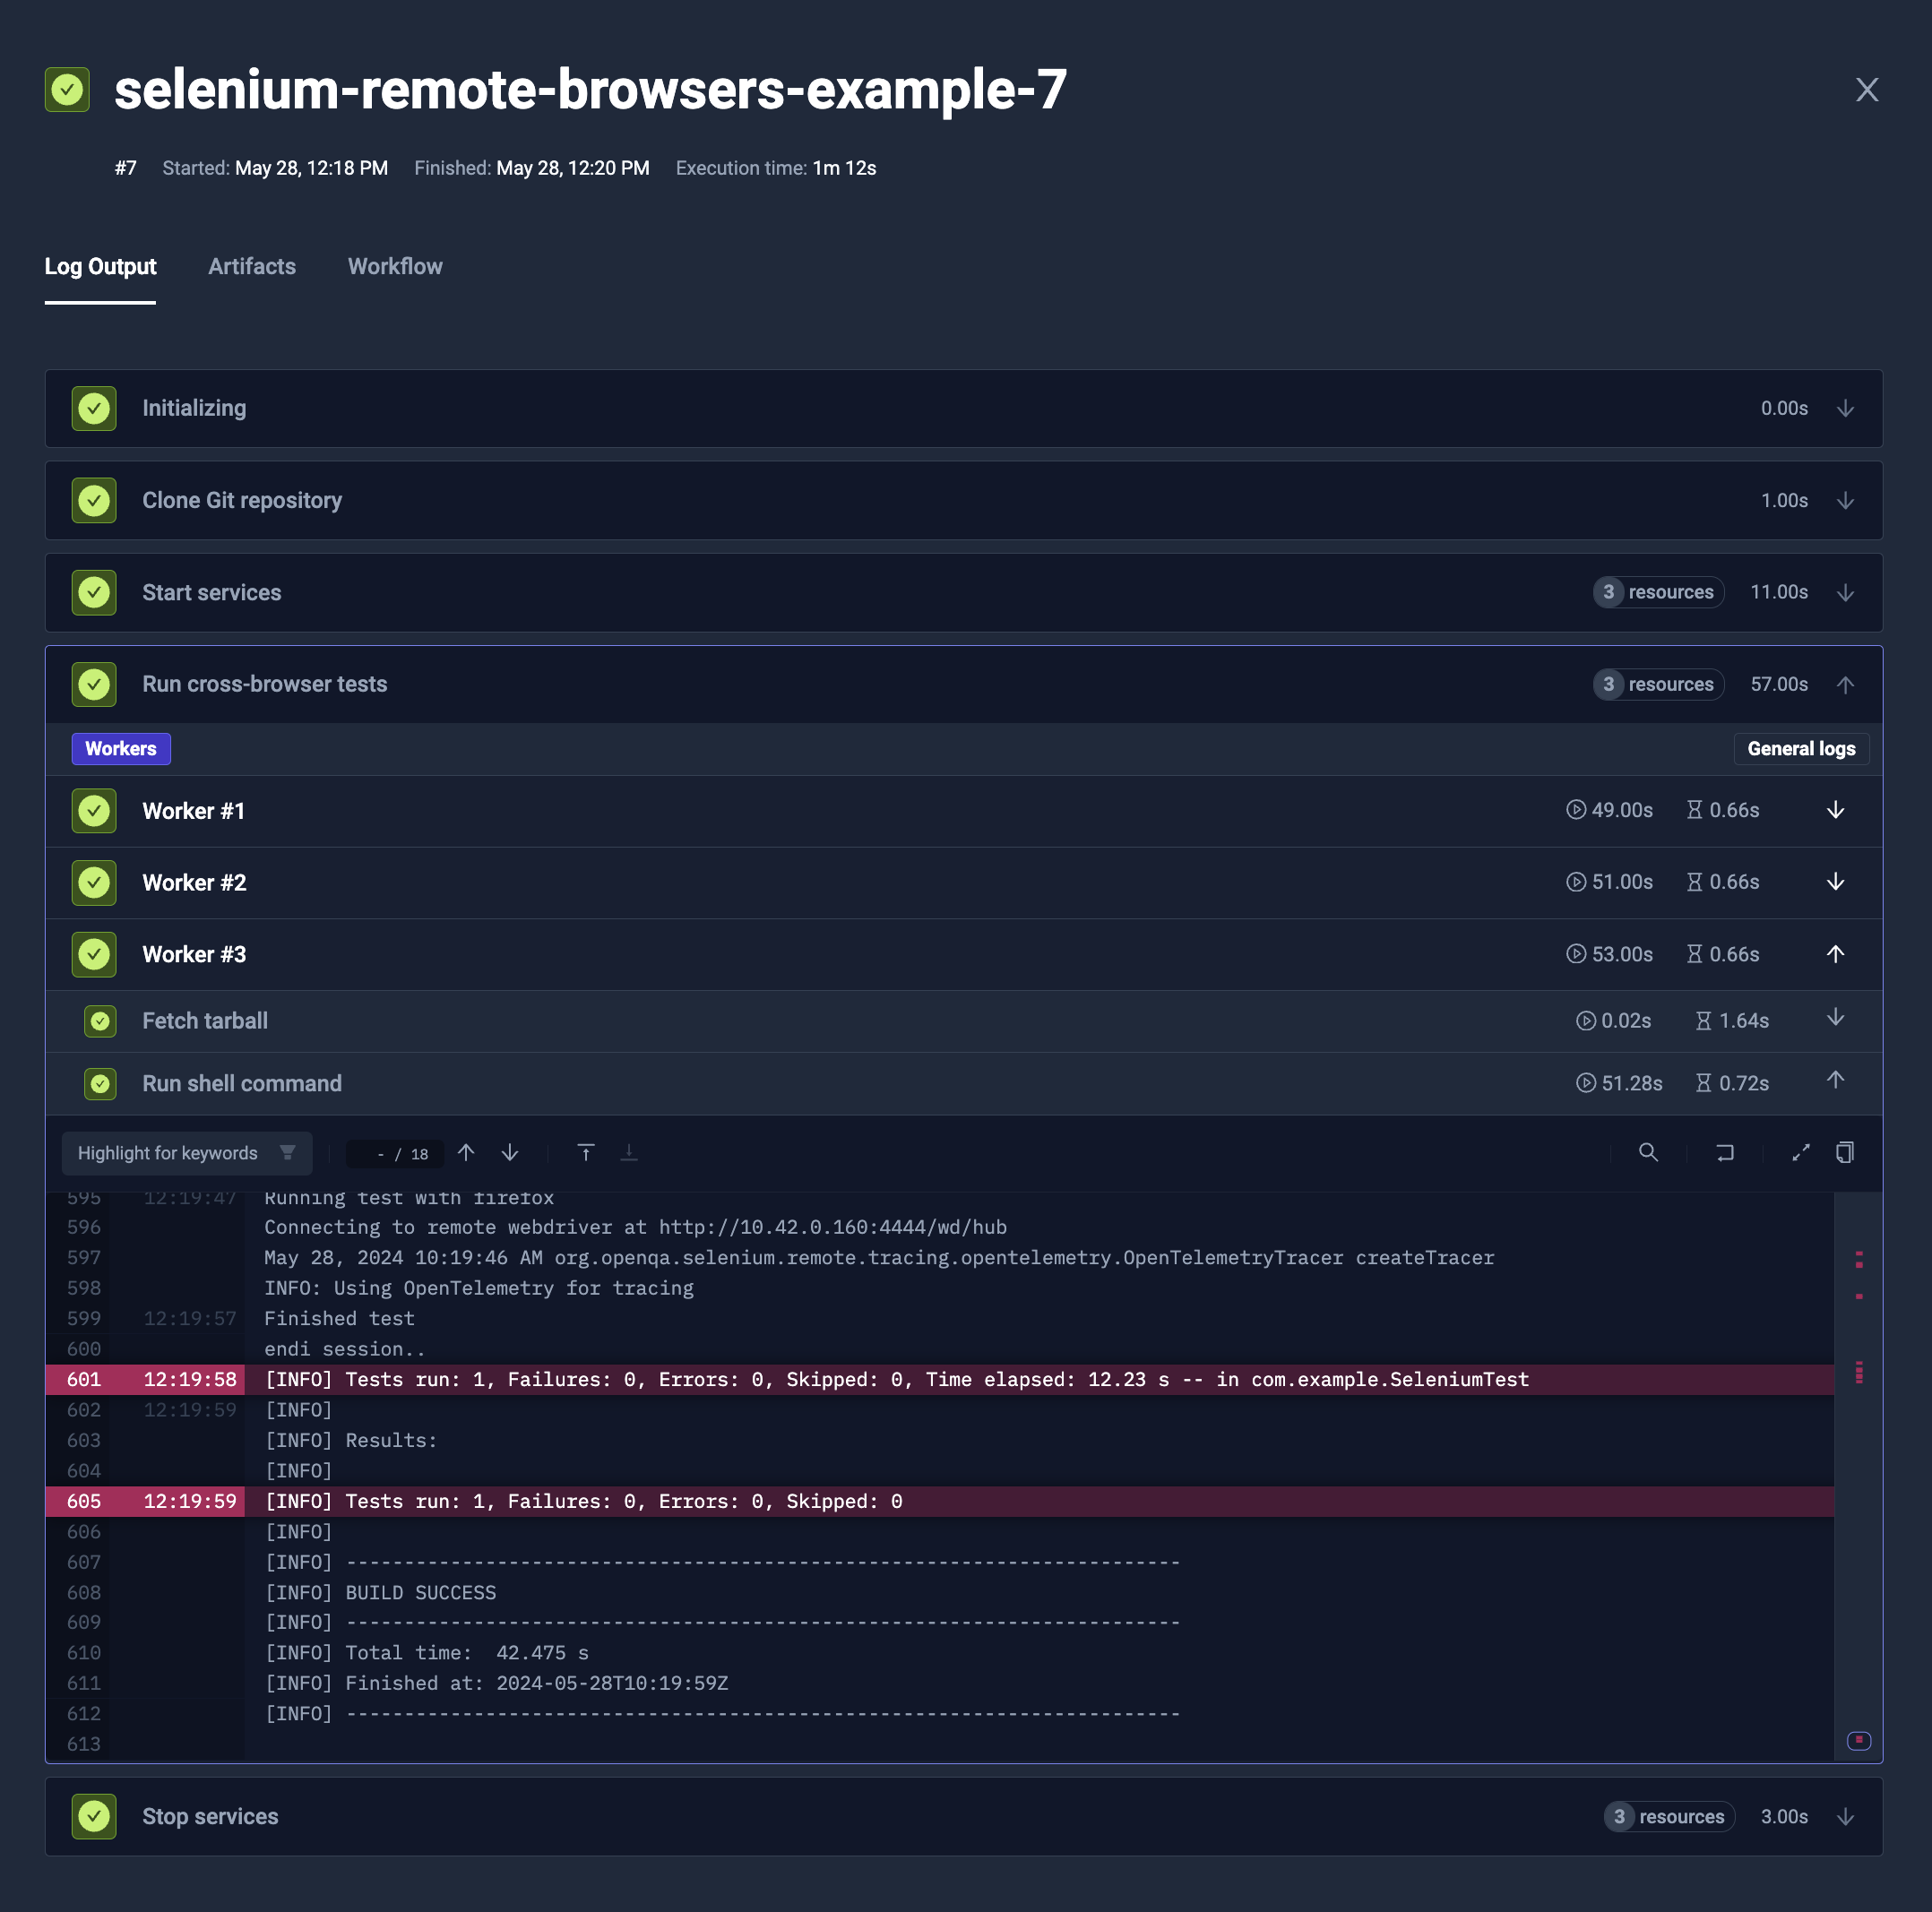 selenium-remote-browsers-example-7
#7 Started: May 28, 12:18 PM Finished: May 28, 12:20 PM Execution time: 1m 12s
Log Output Artifacts Workflow
Initializing 0.00s
Clone Git repository 1.00s
Start services 3 resources 11.00s
Run cross-browser tests 3 resources 57.00s
Workers General logs
Worker #1 49.00s 0.66s
Worker #2 51.00s 0.66s
Worker #3 53.00s 0.66s
Fetch tarball 0.02s 1.64s
Run shell command 51.28s 0.72s
Highlight for keywords - / 18
595 12:19:47 Running test with firefox
596 Connecting to remote webdriver at http://10.42.0.160:4444/wd/hub
597 May 28, 2024 10:19:46 AM org.openqa.selenium.remote.tracing.opentelemetry.OpenTelemetryTracer createTracer
598 INFO: Using OpenTelemetry for tracing
599 12:19:57 Finished test
600 endi session..
601 12:19:58 [INFO] Tests run: 1, Failures: 0, Errors: 0, Skipped: 0, Time elapsed: 12.23 s -- in com.example.SeleniumTest
602 12:19:59 [INFO]
603 [INFO] Results:
604 [INFO]
605 12:19:59 [INFO] Tests run: 1, Failures: 0, Errors: 0, Skipped: 0
606 [INFO]
607 [INFO] ------------------------------------------------------------------------
608 [INFO] BUILD SUCCESS
609 [INFO] ------------------------------------------------------------------------
610 [INFO] Total time:  42.475 s
611 [INFO] Finished at: 2024-05-28T10:19:59Z
612 [INFO] ------------------------------------------------------------------------
613
Stop services 3 resources 3.00s